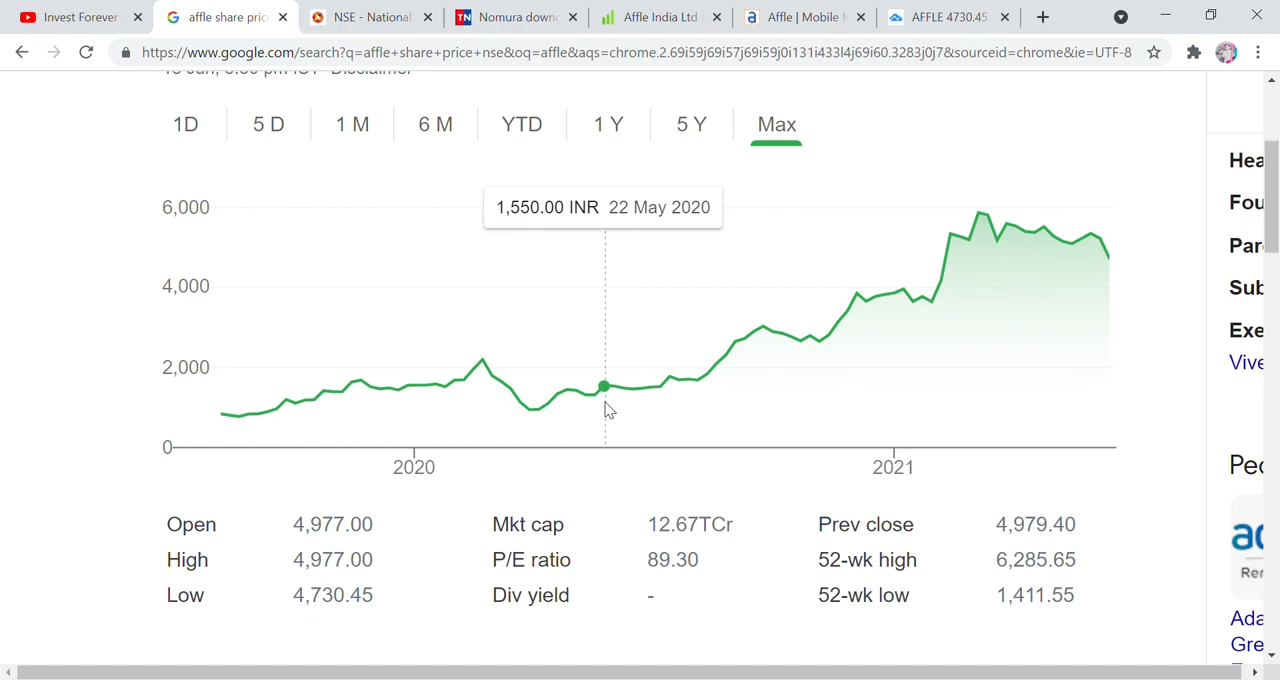 Invest Forever
affle share pric
NSE - National
Nomura down
Affle India Ltd
Affle | Mobile M
AFFLE 4730.45
https://www.google.com/search?q=affle+share+price+nse&oq=affle&aqs=chrome.2.69i59j69i57j69i59j0i131i433l4j69i60.3283j0j7&sourceid=chrome&ie=UTF-8
1D 5 D 1 M 6 M YTD 1 Y 5 Y Max
1,550.00 INR 22 May 2020
6,000
4,000
2,000
0
2020 2021
Open 4,977.00 Mkt cap 12.67TCr Prev close 4,979.40
High 4,977.00 P/E ratio 89.30 52-wk high 6,285.65
Low 4,730.45 Div yield - 52-wk low 1,411.55
Hea
Fou
Par
Sub
Exe
Vive
Pec
Rer
Ada
Gre